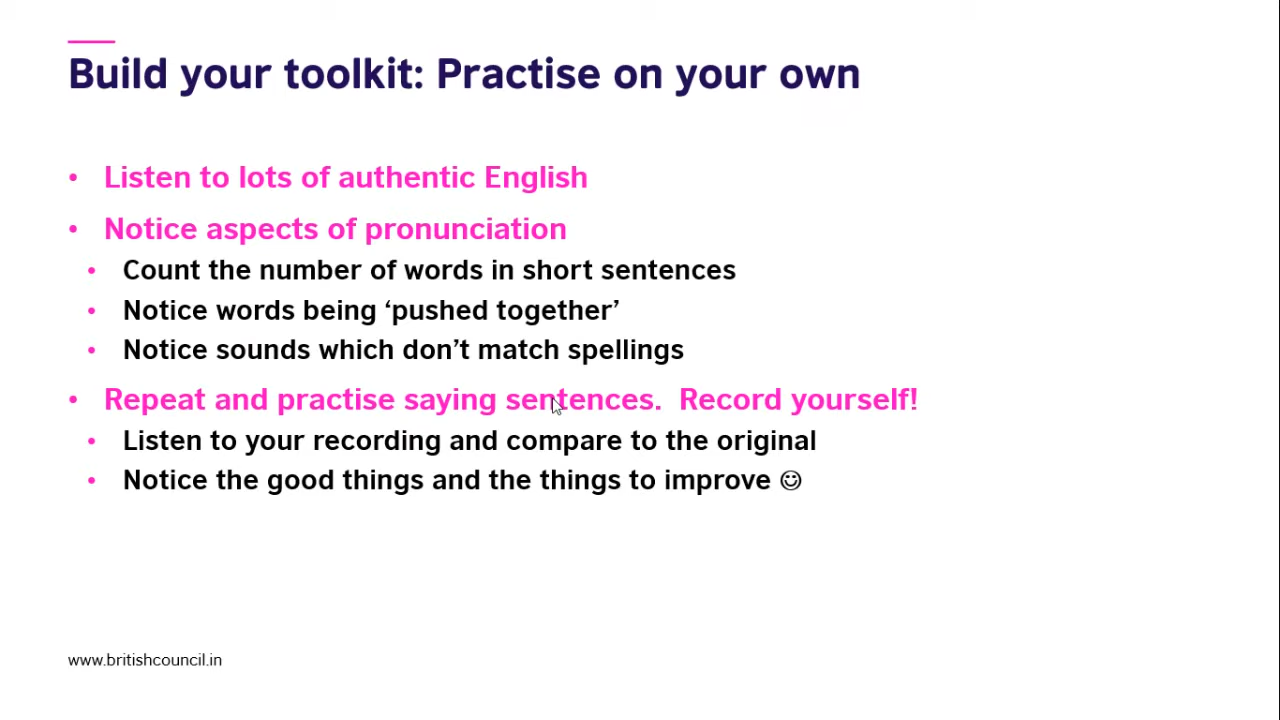 Build your toolkit: Practise on your own
• Listen to lots of authentic English
• Notice aspects of pronunciation
• Count the number of words in short sentences
• Notice words being ‘pushed together’
• Notice sounds which don’t match spellings
• Repeat and practise saying sentences.  Record yourself!
• Listen to your recording and compare to the original
• Notice the good things and the things to improve ☺
www.britishcouncil.in